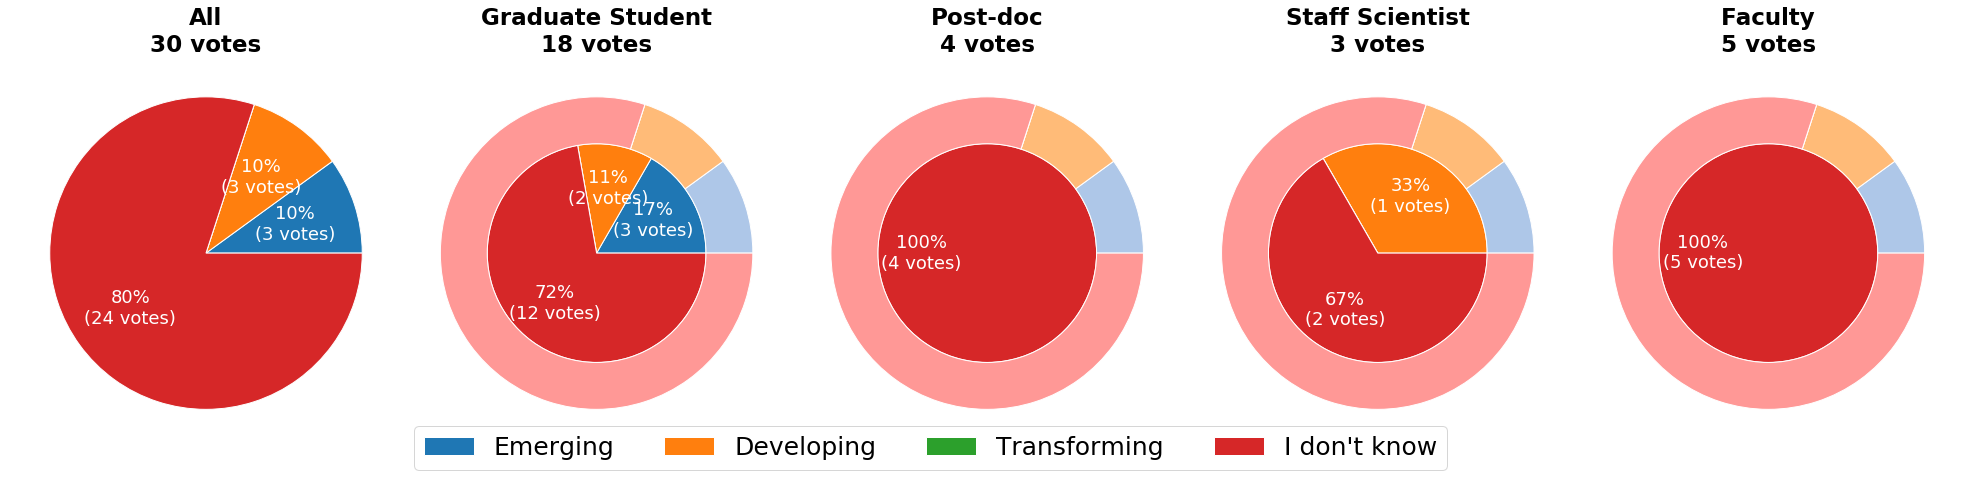 All
30 votes
10%
(3 votes)
10%
(3 votes)
80%
(24 votes)
Graduate Student
18 votes
11%
(2 votes)
17%
(3 votes)
72%
(12 votes)
Post-doc
4 votes
100%
(4 votes)
Staff Scientist
3 votes
33%
(1 votes)
67%
(2 votes)
Faculty
5 votes
100%
(5 votes)
Emerging
Developing
Transforming
I don't know